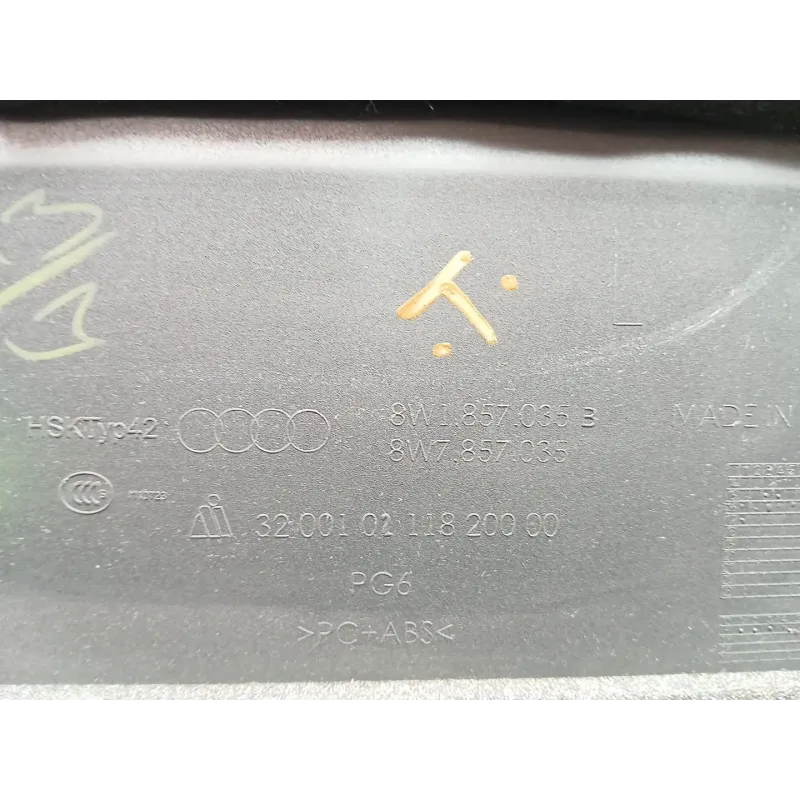 HSKTyp42
8W1.857.035 B
MADE IN
8W7.857.035
32 001 02 118 200 00
PG6
>PC+ABS<